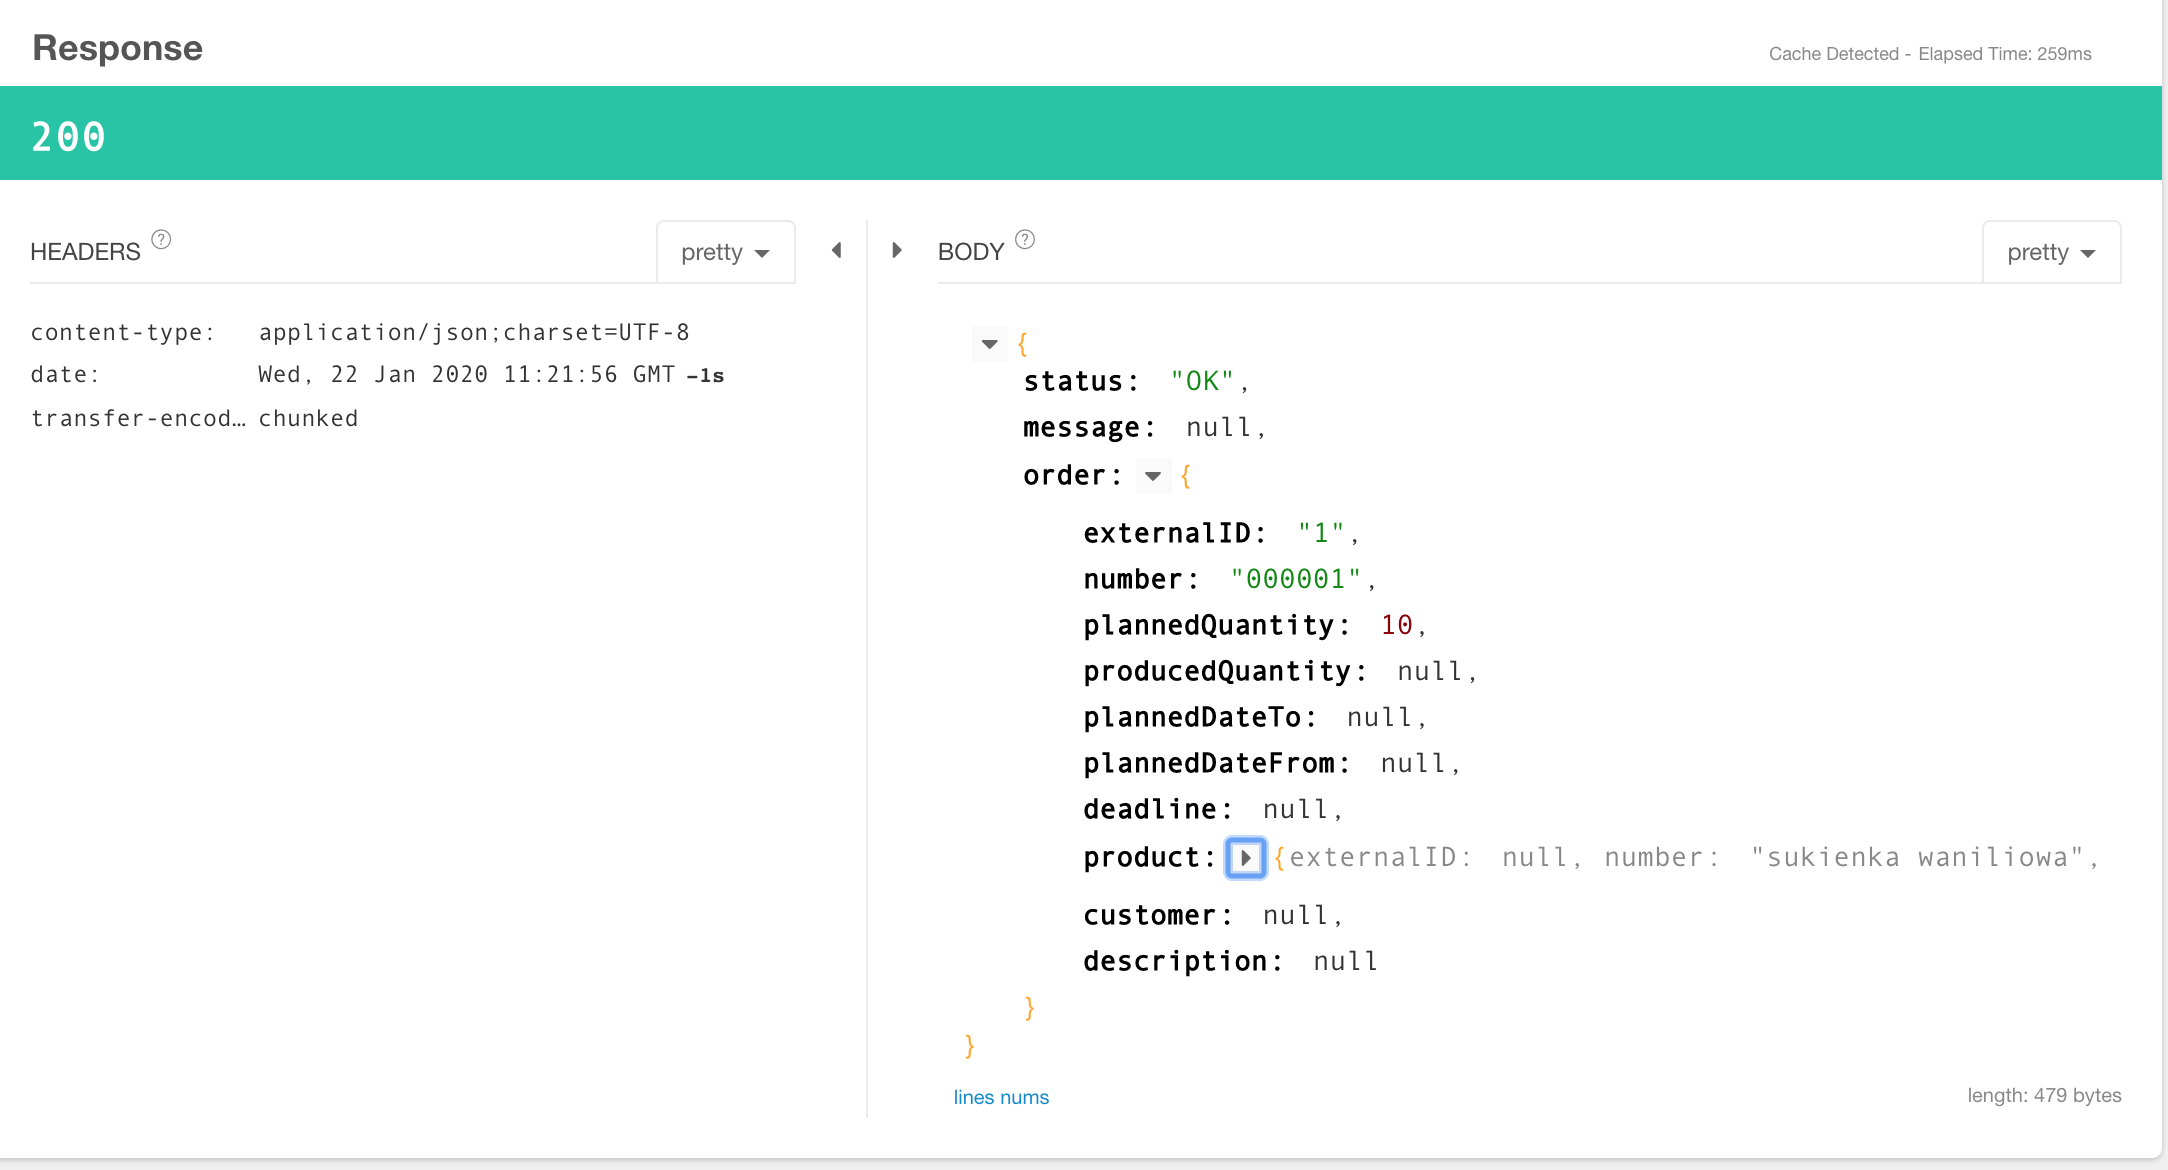 Response
Cache Detected - Elapsed Time: 259ms
200
HEADERS ?
pretty
content-type: application/json;charset=UTF-8
date: Wed, 22 Jan 2020 11:21:56 GMT -1s
transfer-encod… chunked
BODY ?
pretty
{
status: "OK",
message: null,
order: {
externalID: "1",
number: "000001",
plannedQuantity: 10,
producedQuantity: null,
plannedDateTo: null,
plannedDateFrom: null,
deadline: null,
product: {externalID: null, number: "sukienka waniliowa",
customer: null,
description: null
}
}
lines nums
length: 479 bytes